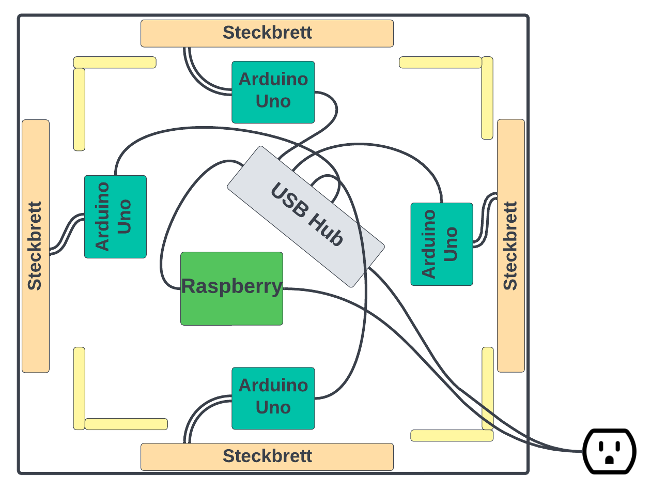 Steckbrett
Arduino
Uno
Steckbrett
Arduino
Uno
USB Hub
Arduino
Uno
Steckbrett
Raspberry
Arduino
Uno
Steckbrett